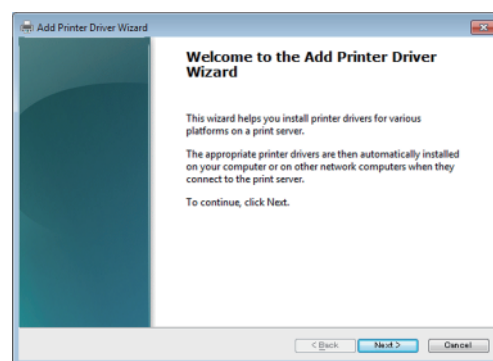 Add Printer Driver Wizard
Welcome to the Add Printer Driver
Wizard
This wizard helps you install printer drivers for various
platforms on a print server.
The appropriate printer drivers are then automatically installed
on your computer or on other network computers when they
connect to the print server.
To continue, click Next.
< Back Next > Cancel